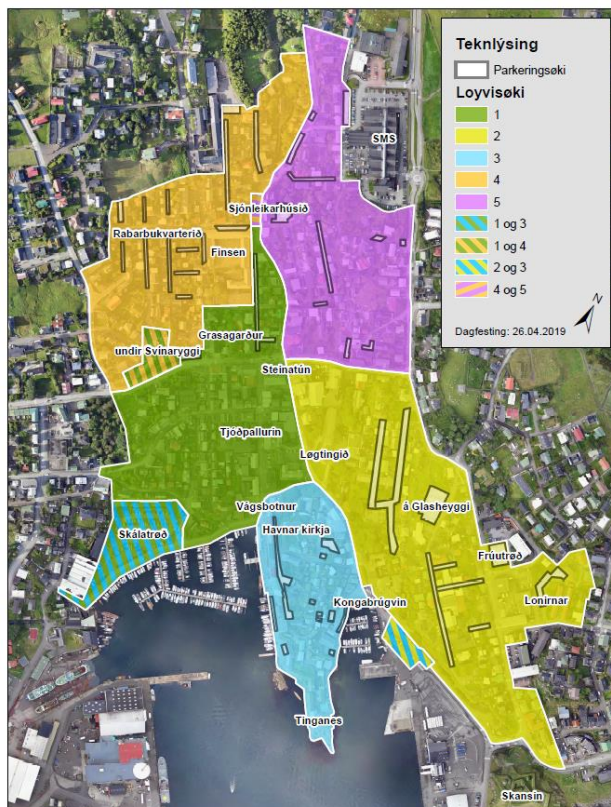 Teknlýsing
Parkeringsøki
Loyvisøki
1
2
3
4
5
1 og 3
1 og 4
2 og 3
4 og 5
N
Dagfesting: 26.04.2019
SMS
Sjónleikarhúsið
Rabarbukvarterið
Finsen
Grasagarður
undir Svínaryggi
Steinatún
Tjóðpallurin
Løgtingið
Vágsbotnur
á Glasheyggi
Skálatrøð
Havnar kirkja
Frúutrøð
Kongabrúgvin
Lonirnar
Tinganes
Skansin